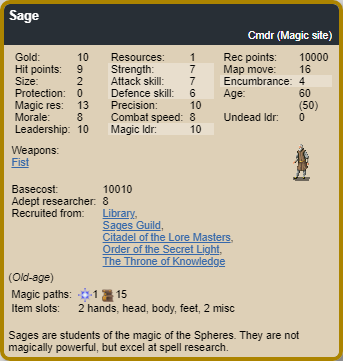 Sage
Cmdr (Magic site)
Gold: 10 Resources: 1 Rec points: 10000
Hit points: 9 Strength: 7 Map move: 16
Size: 2 Attack skill: 7 Encumbrance: 4
Protection: 0 Defence skill: 6 Age: 60
Magic res: 13 Precision: 10 (50)
Morale: 8 Combat speed: 8 Undead ldr: 0
Leadership: 10 Magic ldr: 10
Weapons:
Fist
Basecost: 10010
Adept researcher: 8
Recruited from: Library,
Sages Guild,
Citadel of the Lore Masters,
Order of the Secret Light,
The Throne of Knowledge
(Old-age)
Magic paths: 1 15
Item slots: 2 hands, head, body, feet, 2 misc
Sages are students of the magic of the Spheres. They are not
magically powerful, but excel at spell research.